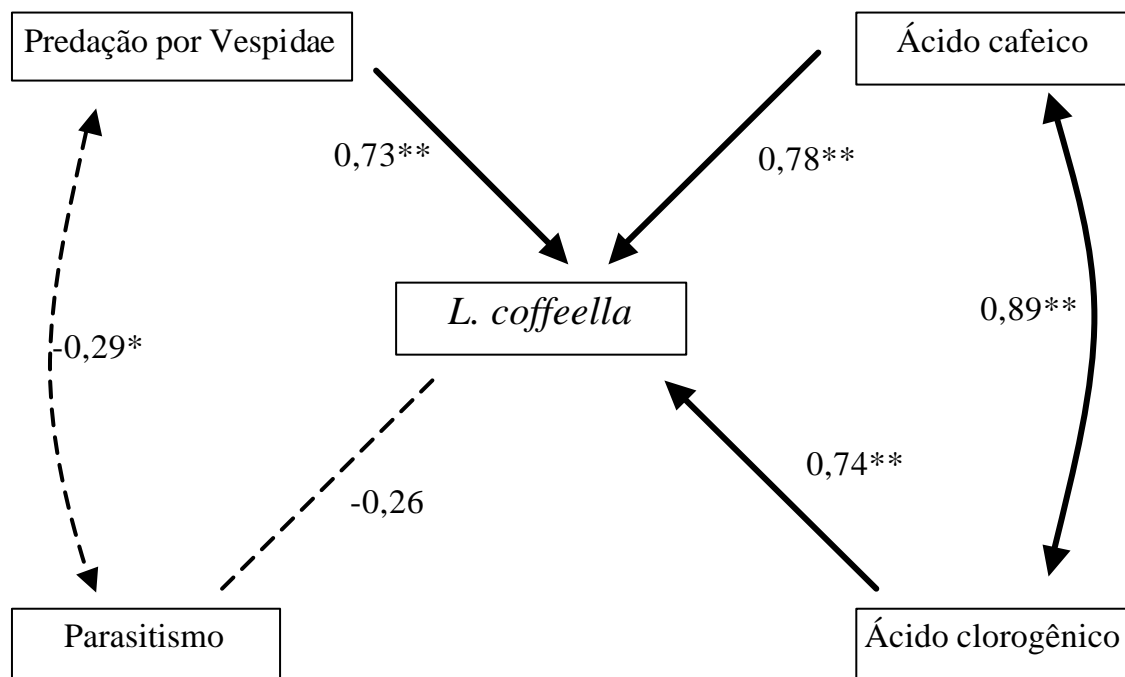 Predação por Vespidae
Ácido cafeico
0,73**
0,78**
L. coffeella
0,89**
-0,29*
0,74**
-0,26
Parasitismo
Ácido clorogênico